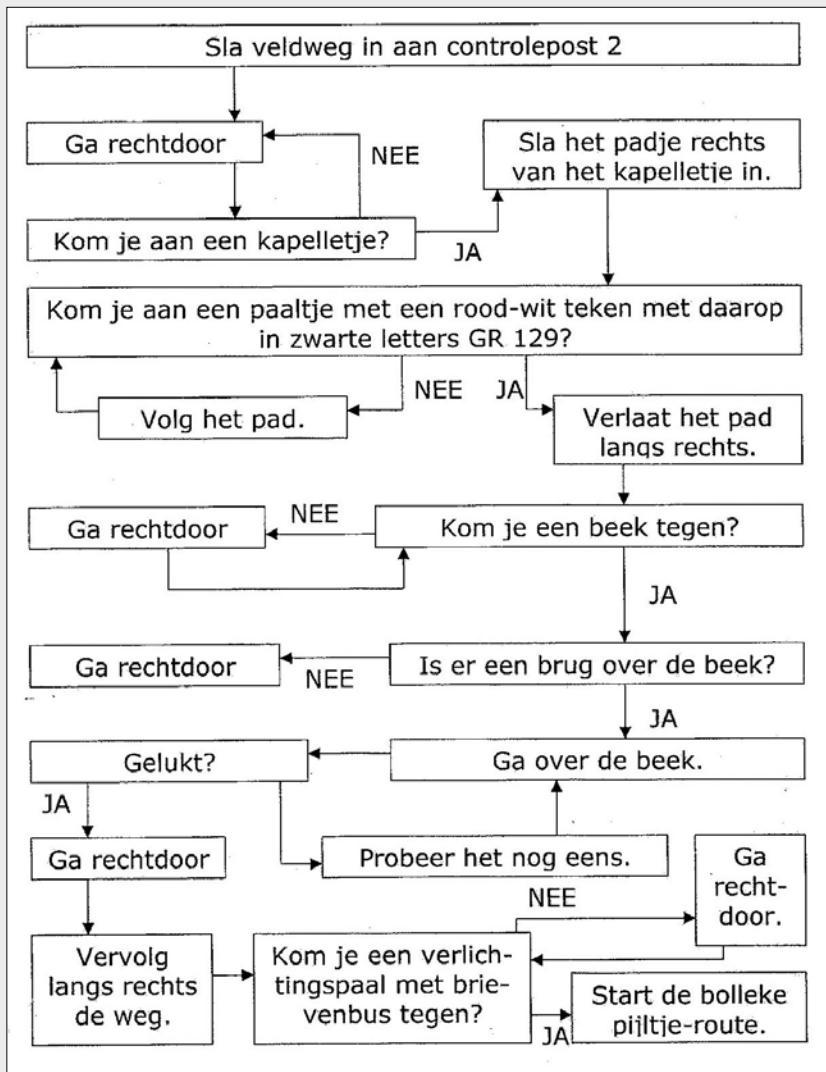 Sla veldweg in aan controlepost 2
Ga rechtdoor
NEE
Sla het padje rechts
van het kapelletje in.
Kom je aan een kapelletje?
JA
Kom je aan een paaltje met een rood-wit teken met daarop
in zwarte letters GR 129?
NEE
JA
Volg het pad.
Verlaat het pad
langs rechts.
Ga rechtdoor
NEE
Kom je een beek tegen?
JA
Ga rechtdoor
NEE
Is er een brug over de beek?
JA
Gelukt?
Ga over de beek.
JA
Ga rechtdoor
Probeer het nog eens.
NEE
Ga
recht-
door.
Vervolg
langs rechts
de weg.
Kom je een verlich-
tingspaal met brie-
venbus tegen?
JA
Start de bolleke
pijltje-route.